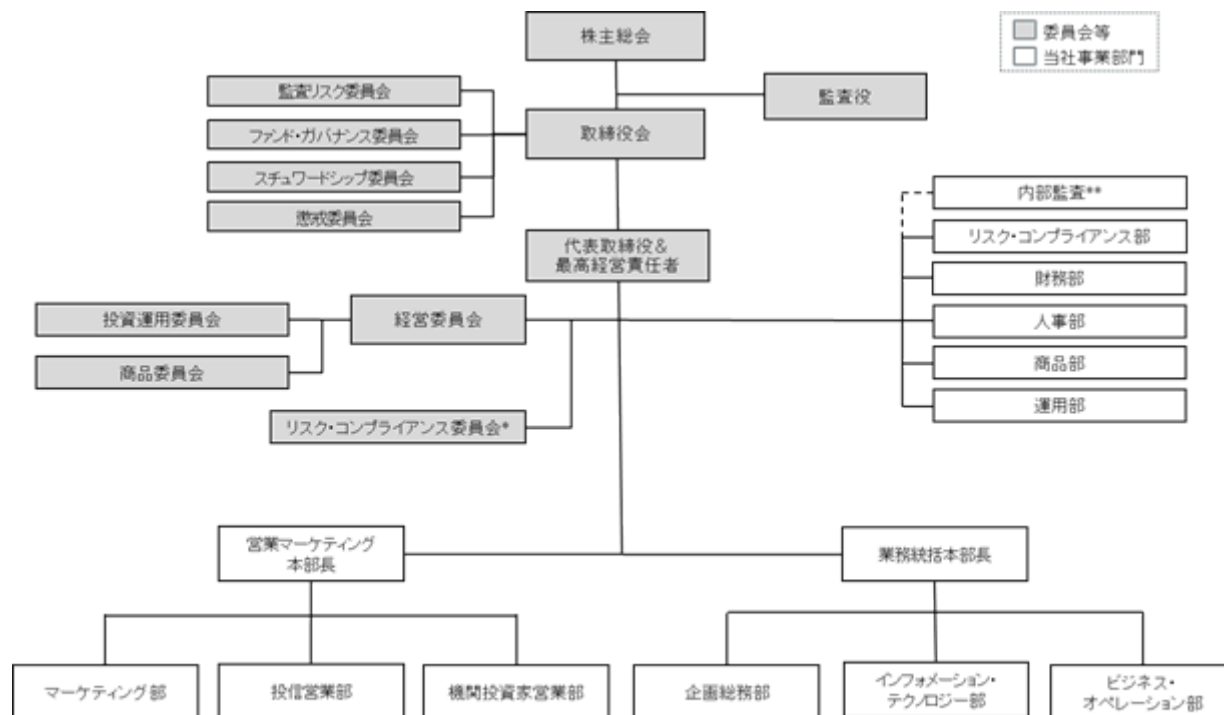 株主総会
委員会等
当社事業部門
監査リスク委員会
監査役
ファンド・ガバナンス委員会
取締役会
スチュワードシップ委員会
懲戒委員会
内部監査**
リスク・コンプライアンス部
代表取締役&
最高経営責任者
財務部
投資運用委員会
経営委員会
人事部
商品委員会
商品部
運用部
リスク・コンプライアンス委員会*
営業マーケティング
本部長
業務統括本部長
マーケティング部
投信営業部
機関投資家営業部
企画総務部
インフォメーション・
テクノロジー部
ビジネス・
オペレーション部